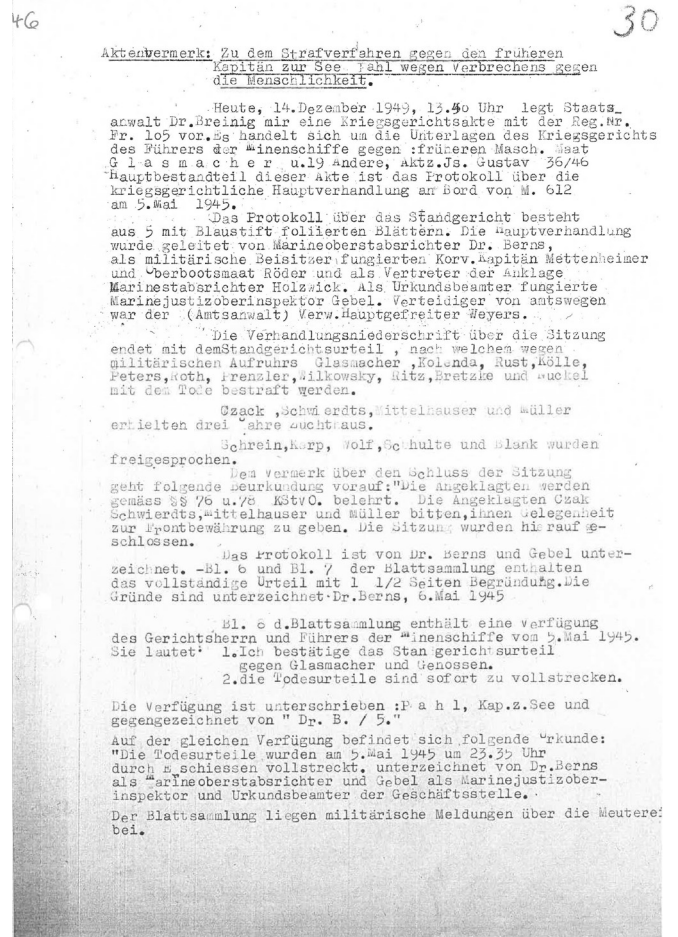 46
30
Aktenvermerk: Zu dem Strafverfahren gegen den früheren
Kapitän zur See Pahl wegen Verbrechens gegen
die Menschlichkeit.
Heute, 14.Dezember 1949, 13.40 Uhr legt Staats_
anwalt Dr.Breinig mir eine Kriegsgerichtsakte mit der Reg.Nr.
Fr. 105 vor.Es handelt sich um die Unterlagen des Kriegsgerichts
des Führers der Minenschiffe gegen :früheren Masch. Maat
G l a s m a c h e r u.19 Andere, Aktz.Js. Gustav 36/46
Hauptbestandteil dieser Akte ist das Protokoll über die
kriegsgerichtliche Hauptverhandlung an Bord von M. 612
am 5.Mai 1945.
Das Protokoll über das Standgericht besteht
aus 5 mit Blaustift foliierten Blättern. Die Hauptverhandlung
wurde geleitet von Marineoberstabsrichter Dr. Berns,
als militärische Beisitzer fungierten Korv.Kapitän Mettenheimer
und Oberbootsmaat Röder und als Vertreter der Anklage
Marinestabsrichter Holzwick. Als Urkundsbeamter fungierte
Marinejustizoberinspektor Gebel. Verteidiger von amtswegen
war der (Amtsanwalt) Verw.Hauptgefreiter Weyers.
Die Verhandlungsniederschrift über die Sitzung
endet mit demStandgerichtsurteil , nach welchem wegen
militärischen Aufruhrs Glasmacher ,Kolenda, Rust,Kölle,
Peters,Roth, Prenzler,Wilkowsky, Ritz,Bretzke und Nuckel
mit dem Tode bestraft werden.
Czack ,Schwierdts,Mittelhauser und Müller
erhielten drei Jahre Zuchthaus.
Schrein,Karp, Wolf,Schulte und Blank wurden
freigesprochen.
Dem Vermerk über den Schluss der Sitzung
geht folgende Beurkundung vorauf:"Die Angeklagten werden
gemäss §§ 76 u.78 KStVO. belehrt. Die Angeklagten Czak
Schwierdts,Mittelhauser und Müller bitten,ihnen Gelegenheit
zur Frontbewährung zu geben. Die Sitzung wurden hierauf ge-
schlossen.
Das Protokoll ist von Dr. Berns und Gebel unter-
zeichnet. -Bl. 6 und Bl. 7 der Blattsammlung enthalten
das vollständige Urteil mit 1 1/2 Seiten Begründung.Die
Gründe sind unterzeichnet·Dr.Berns, 6.Mai 1945
Bl. 8 d.Blattsammlung enthält eine Verfügung
des Gerichtsherrn und Führers der Minenschiffe vom 5.Mai 1945.
Sie lautet: 1.Ich bestätige das Standgerichtsurteil
gegen Glasmacher und Genossen.
2.die Todesurteile sind sofort zu vollstrecken.
Die Verfügung ist unterschrieben :P a h l, Kap.z.See und
gegengezeichnet von " Dr. B. / 5."
Auf der gleichen Verfügung befindet sich folgende Urkunde:
"Die Todesurteile wurden am 5.Mai 1945 um 23.35 Uhr
durch Erschiessen vollstreckt. unterzeichnet von Dr.Berns
als Marineoberstabsrichter und Gebel als Marinejustizober-
inspektor und Urkundsbeamter der Geschäftsstelle.
Der Blattsammlung liegen militärische Meldungen über die Meuterei
bei.